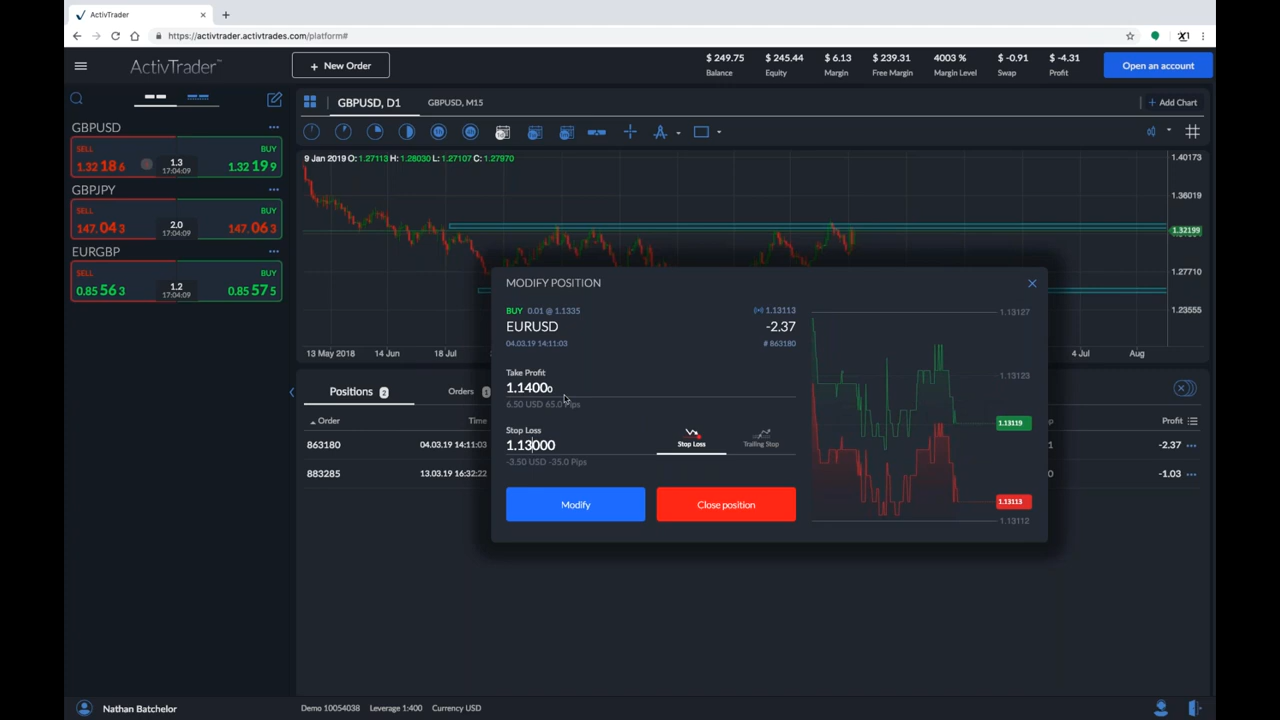 ActivTrader
https://activtrader.activtrades.com/platform#
ActivTrader™
+ New Order
$ 249.75 $ 245.44 $ 6.13 $ 239.31 4003 % $ -0.91 $ -4.31
Balance Equity Margin Free Margin Margin Level Swap Profit
Open an account
GBPUSD, D1 GBPUSD, M15 + Add Chart
GBPUSD
SELL BUY
1.32 18 6 1.3 1.32 19 9
17:04:09
GBPJPY
SELL BUY
147. 04 3 2.0 147. 06 3
17:04:09
EURGBP
SELL BUY
0.85 56 3 1.2 0.85 57 5
17:04:09
9 Jan 2019 O: 1.27113 H: 1.28030 L: 1.27107 C: 1.27970
1.40173
1.36019
1.32199
1.27710
1.23555
13 May 2018 14 Jun 18 Jul 4 Jul Aug
MODIFY POSITION
BUY 0.01 @ 1.1335 1.13113
EURUSD -2.37
04.03.19 14:11:03 # 863180
Take Profit
1.14000
6.50 USD 65.0 Pips
Stop Loss
1.13000
-3.50 USD -35.0 Pips
Stop Loss Trailing Stop
Modify Close position
1.13127
1.13123
1.13119
1.13113
1.13112
Positions 2 Orders 1
Order Time Profit
863180 04.03.19 14:11:03 -2.37
883285 13.03.19 16:32:22 -1.03
Nathan Batchelor Demo 10054038 Leverage 1:400 Currency USD